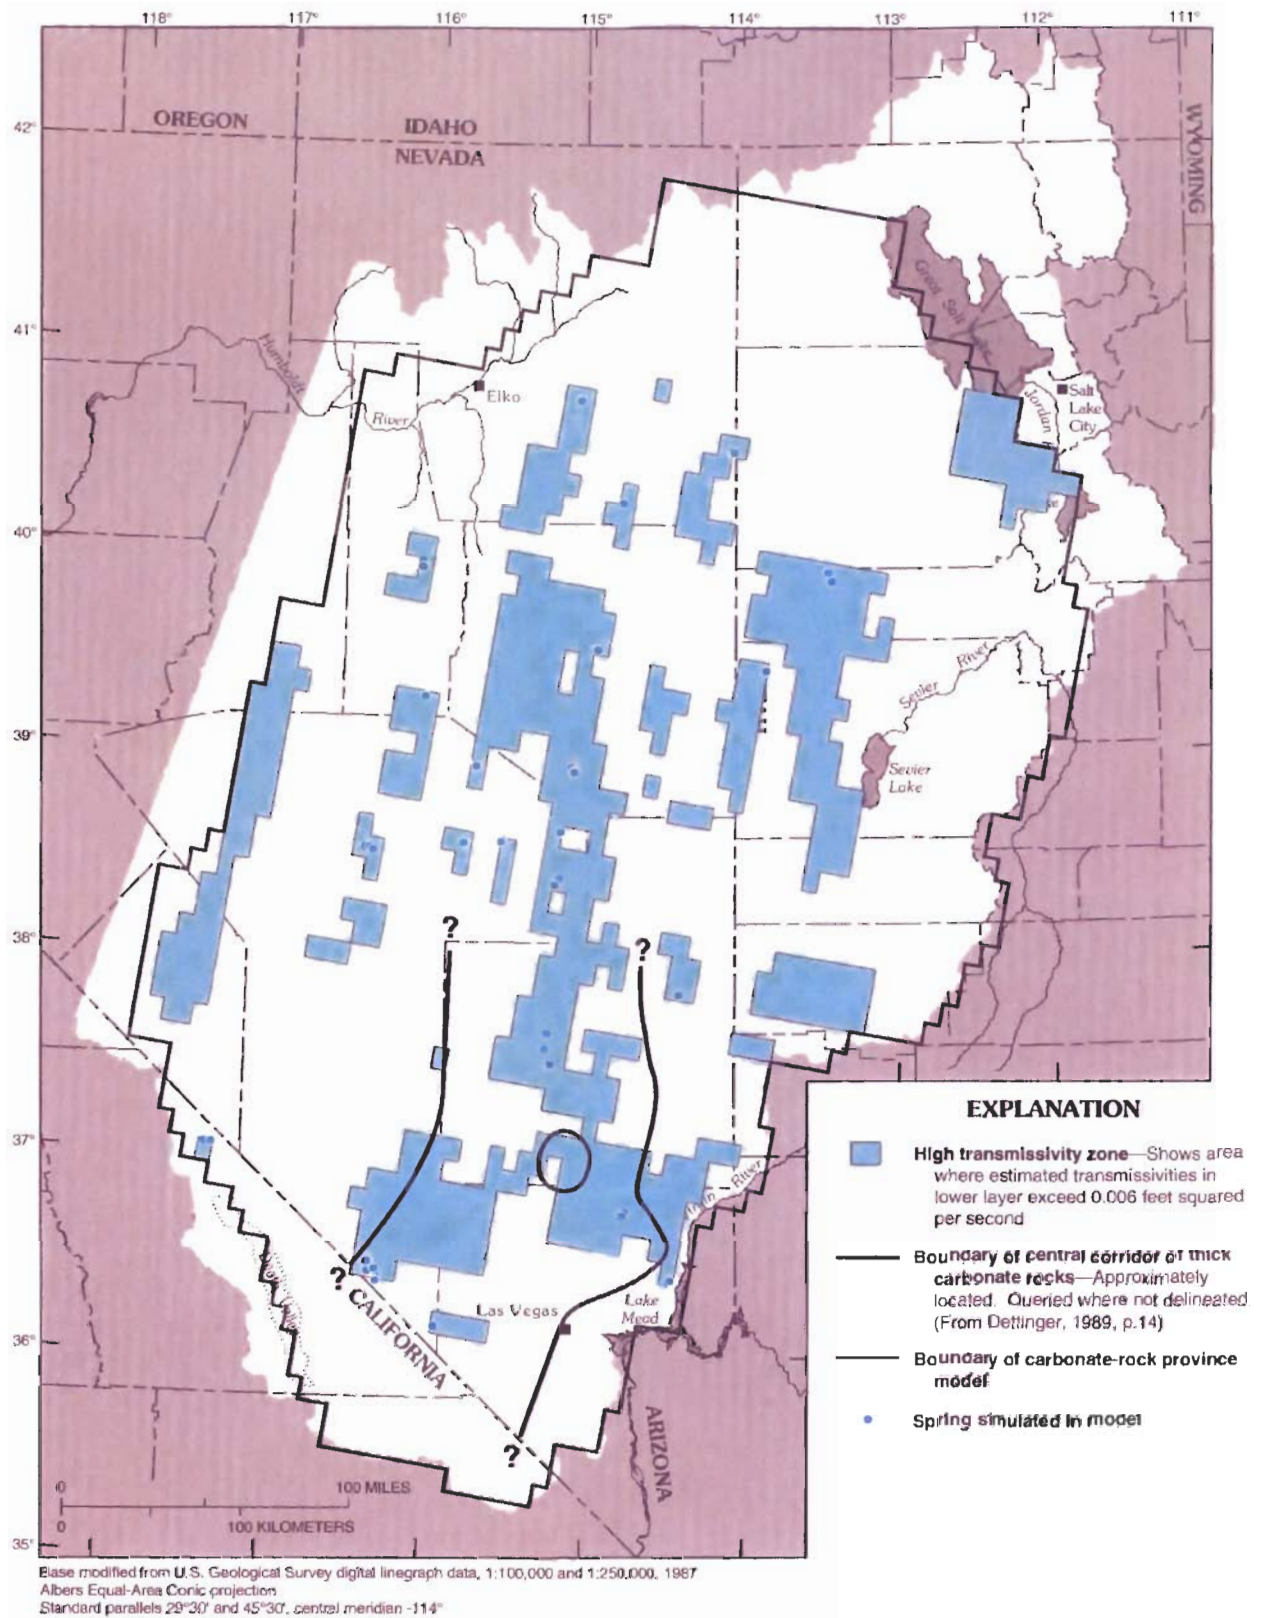 118° 117° 116° 115° 114° 113° 112° 111°
OREGON
IDAHO
NEVADA
WYOMING
42°
41°
40°
39°
38°
37°
36°
35°
Great Salt
Humboldt
River
Elko
Salt
Lake
City
Jordan
Sevier
River
Sevier
Lake
?
?
?
?
CALIFORNIA
Las Vegas
Lake
Mead
River
ARIZONA
0 100 MILES
0 100 KILOMETERS
EXPLANATION
High transmissivity zone—Shows area
where estimated transmissivities in
lower layer exceed 0.006 feet squared
per second
Boundary of central corridor of thick
carbonate rocks—Approximately
located. Queried where not delineated
(From Dettinger, 1989, p.14)
Boundary of carbonate-rock province
model
Spring simulated in model
Base modified from U.S. Geological Survey digital linegraph data, 1:100,000 and 1:250,000, 1987
Albers Equal-Area Conic projection
Standard parallels 29°30' and 45°30', central meridian -114°